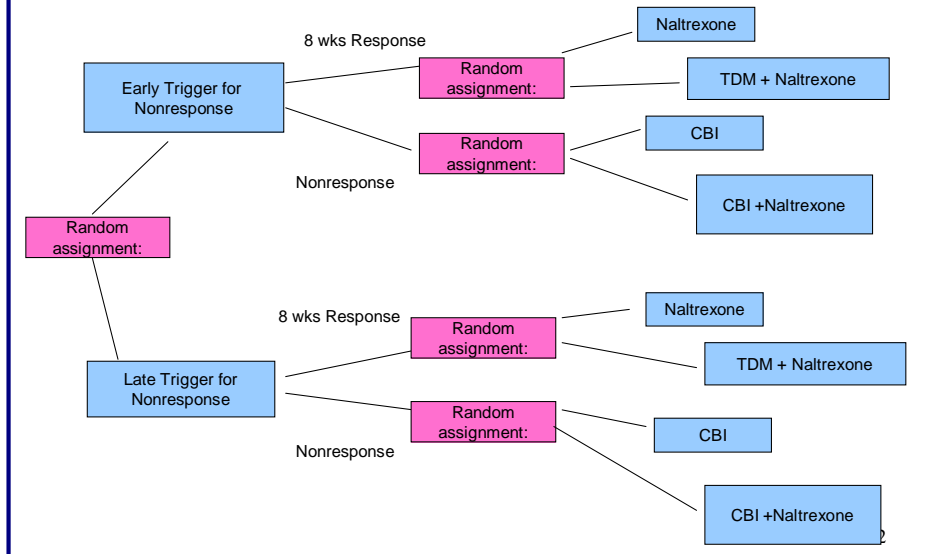 Naltrexone
8 wks Response
Random
assignment:
TDM + Naltrexone
Early Trigger for
Nonresponse
CBI
Random
assignment:
Nonresponse
CBI +Naltrexone
Random
assignment:
Naltrexone
8 wks Response
Random
assignment:
TDM + Naltrexone
Late Trigger for
Nonresponse
Random
assignment:
CBI
Nonresponse
CBI +Naltrexone
2